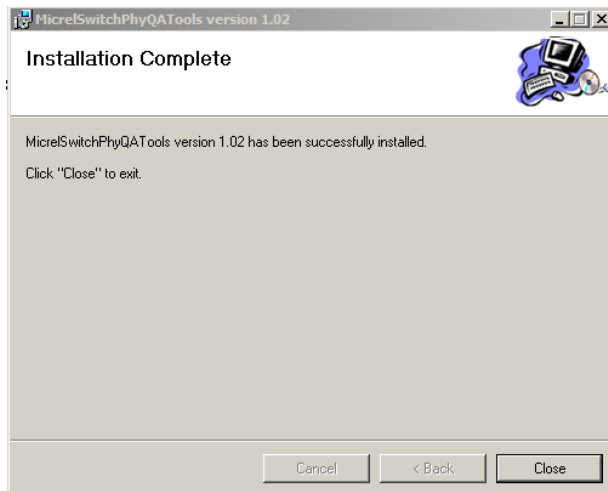 MicrelSwitchPhyQATools version 1.02
Installation Complete
MicrelSwitchPhyQATools version 1.02 has been successfully installed.
Click "Close" to exit.
Cancel
< Back
Close